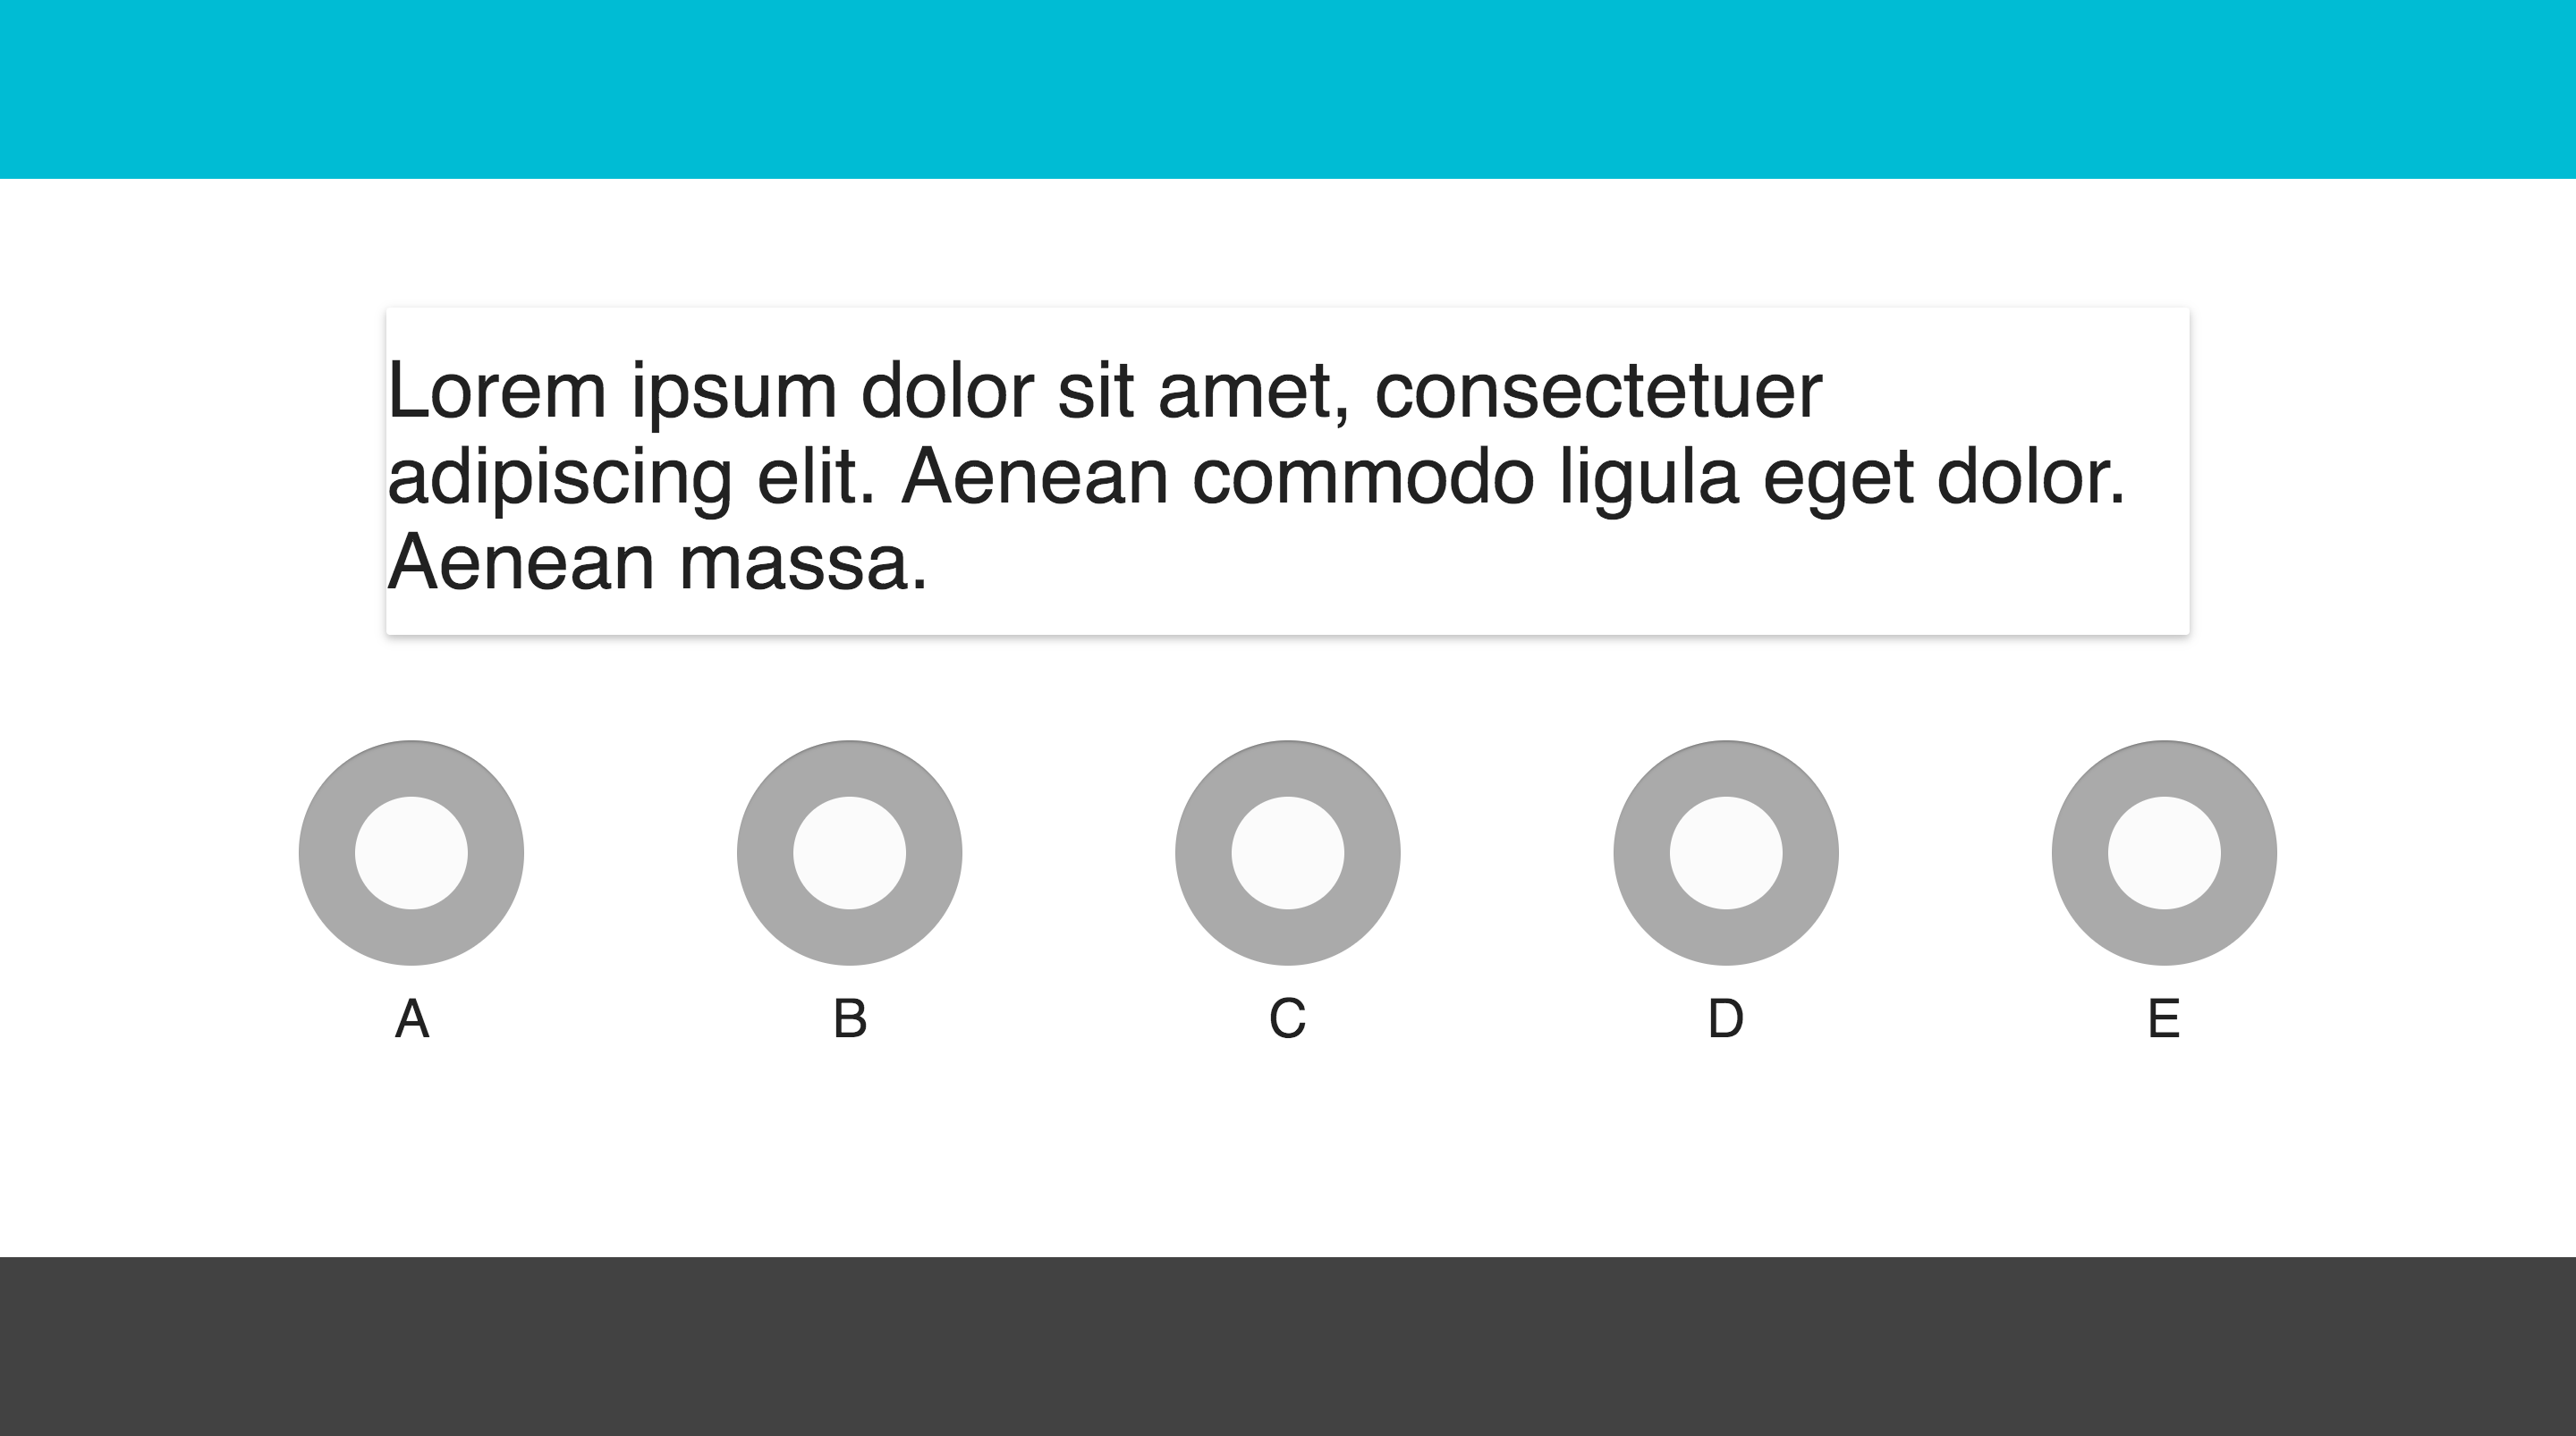 Lorem ipsum dolor sit amet, consectetuer
adipiscing elit. Aenean commodo ligula eget dolor.
Aenean massa.
A
B
C
D
E